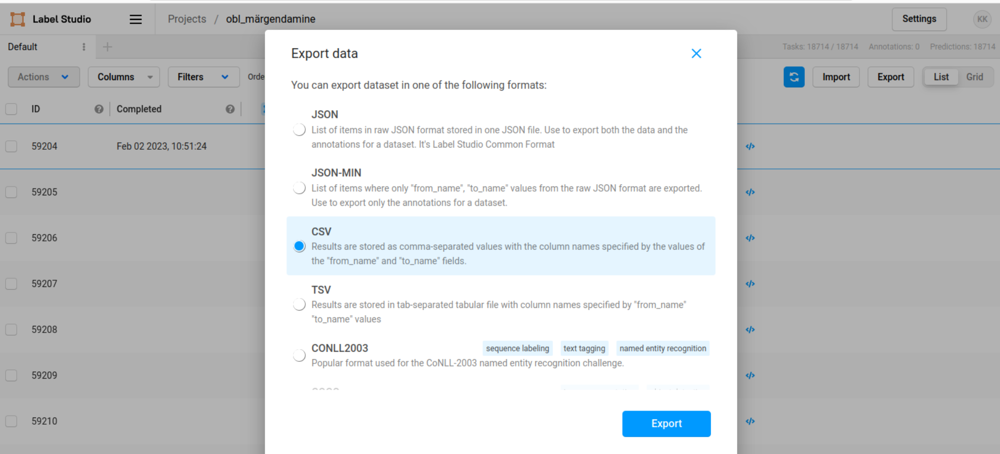 Label Studio
Projects / obl_märgendamine
Settings
KK
Default
Tasks: 18714 / 18714 Annotations: 0 Predictions: 18714
Actions
Columns
Filters
Orde
Import
Export
List
Grid
ID
Completed
59204
Feb 02 2023, 10:51:24
59205
59206
59207
59208
59209
59210
Export data
You can export dataset in one of the following formats:
JSON
List of items in raw JSON format stored in one JSON file. Use to export both the data and the
annotations for a dataset. It's Label Studio Common Format
JSON-MIN
List of items where only "from_name", "to_name" values from the raw JSON format are exported.
Use to export only the annotations for a dataset.
CSV
Results are stored as comma-separated values with the column names specified by the values of
the "from_name" and "to_name" fields.
TSV
Results are stored in tab-separated tabular file with column names specified by "from_name"
"to_name" values
CONLL2003 sequence labeling text tagging named entity recognition
Popular format used for the CoNLL-2003 named entity recognition challenge.
Export